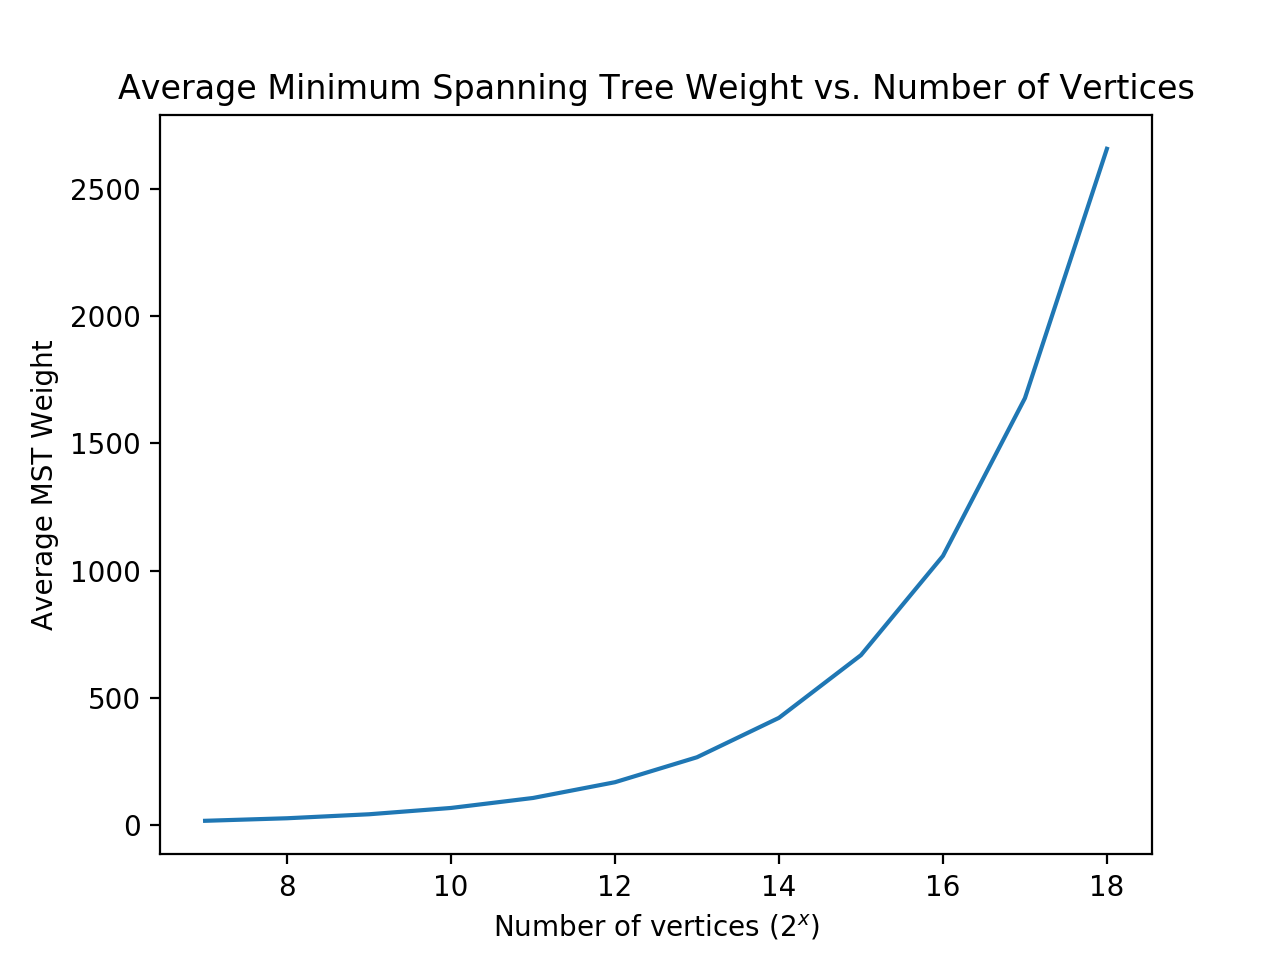 Average Minimum Spanning Tree Weight vs. Number of Vertices
Average MST Weight
2500
2000
1500
1000
500
0
8 10 12 14 16 18
Number of vertices (2ˣ)